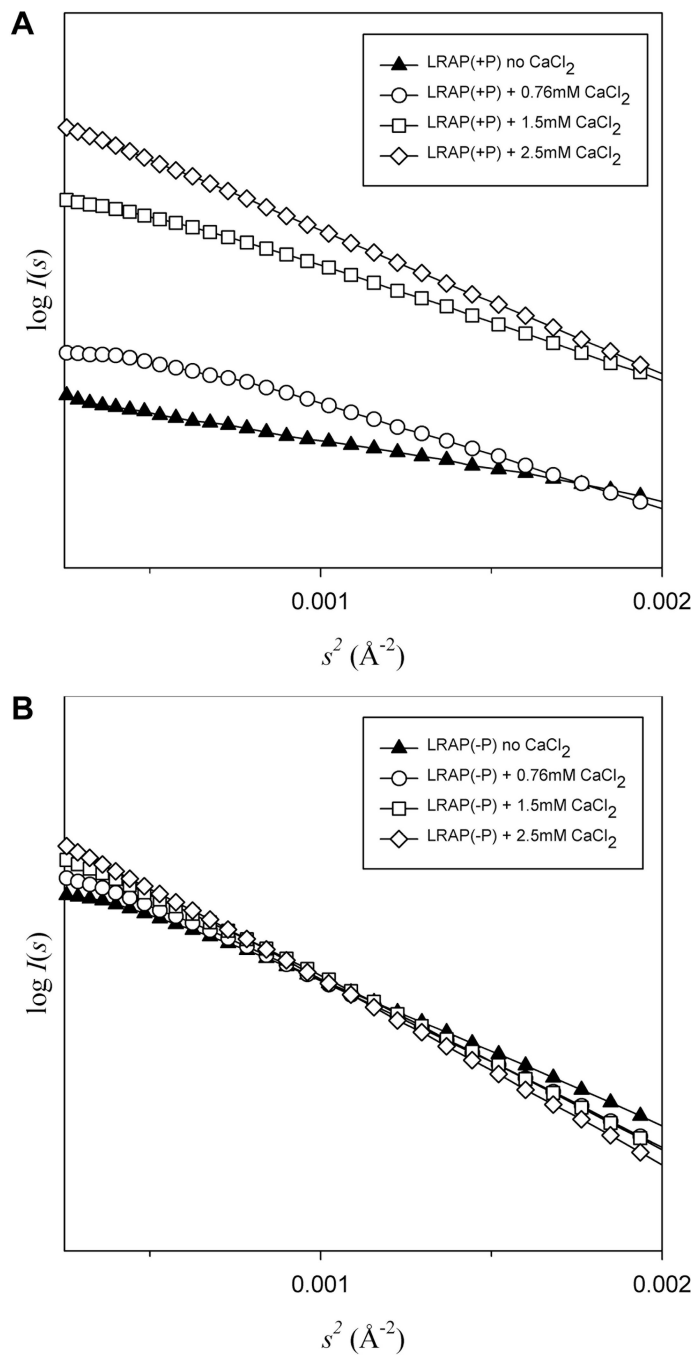 A
LRAP(+P) no CaCl2
LRAP(+P) + 0.76mM CaCl2
LRAP(+P) + 1.5mM CaCl2
LRAP(+P) + 2.5mM CaCl2
log I(s)
0.001
0.002
s² (Å⁻²)
B
LRAP(-P) no CaCl2
LRAP(-P) + 0.76mM CaCl2
LRAP(-P) + 1.5mM CaCl2
LRAP(-P) + 2.5mM CaCl2
log I(s)
0.001
0.002
s² (Å⁻²)